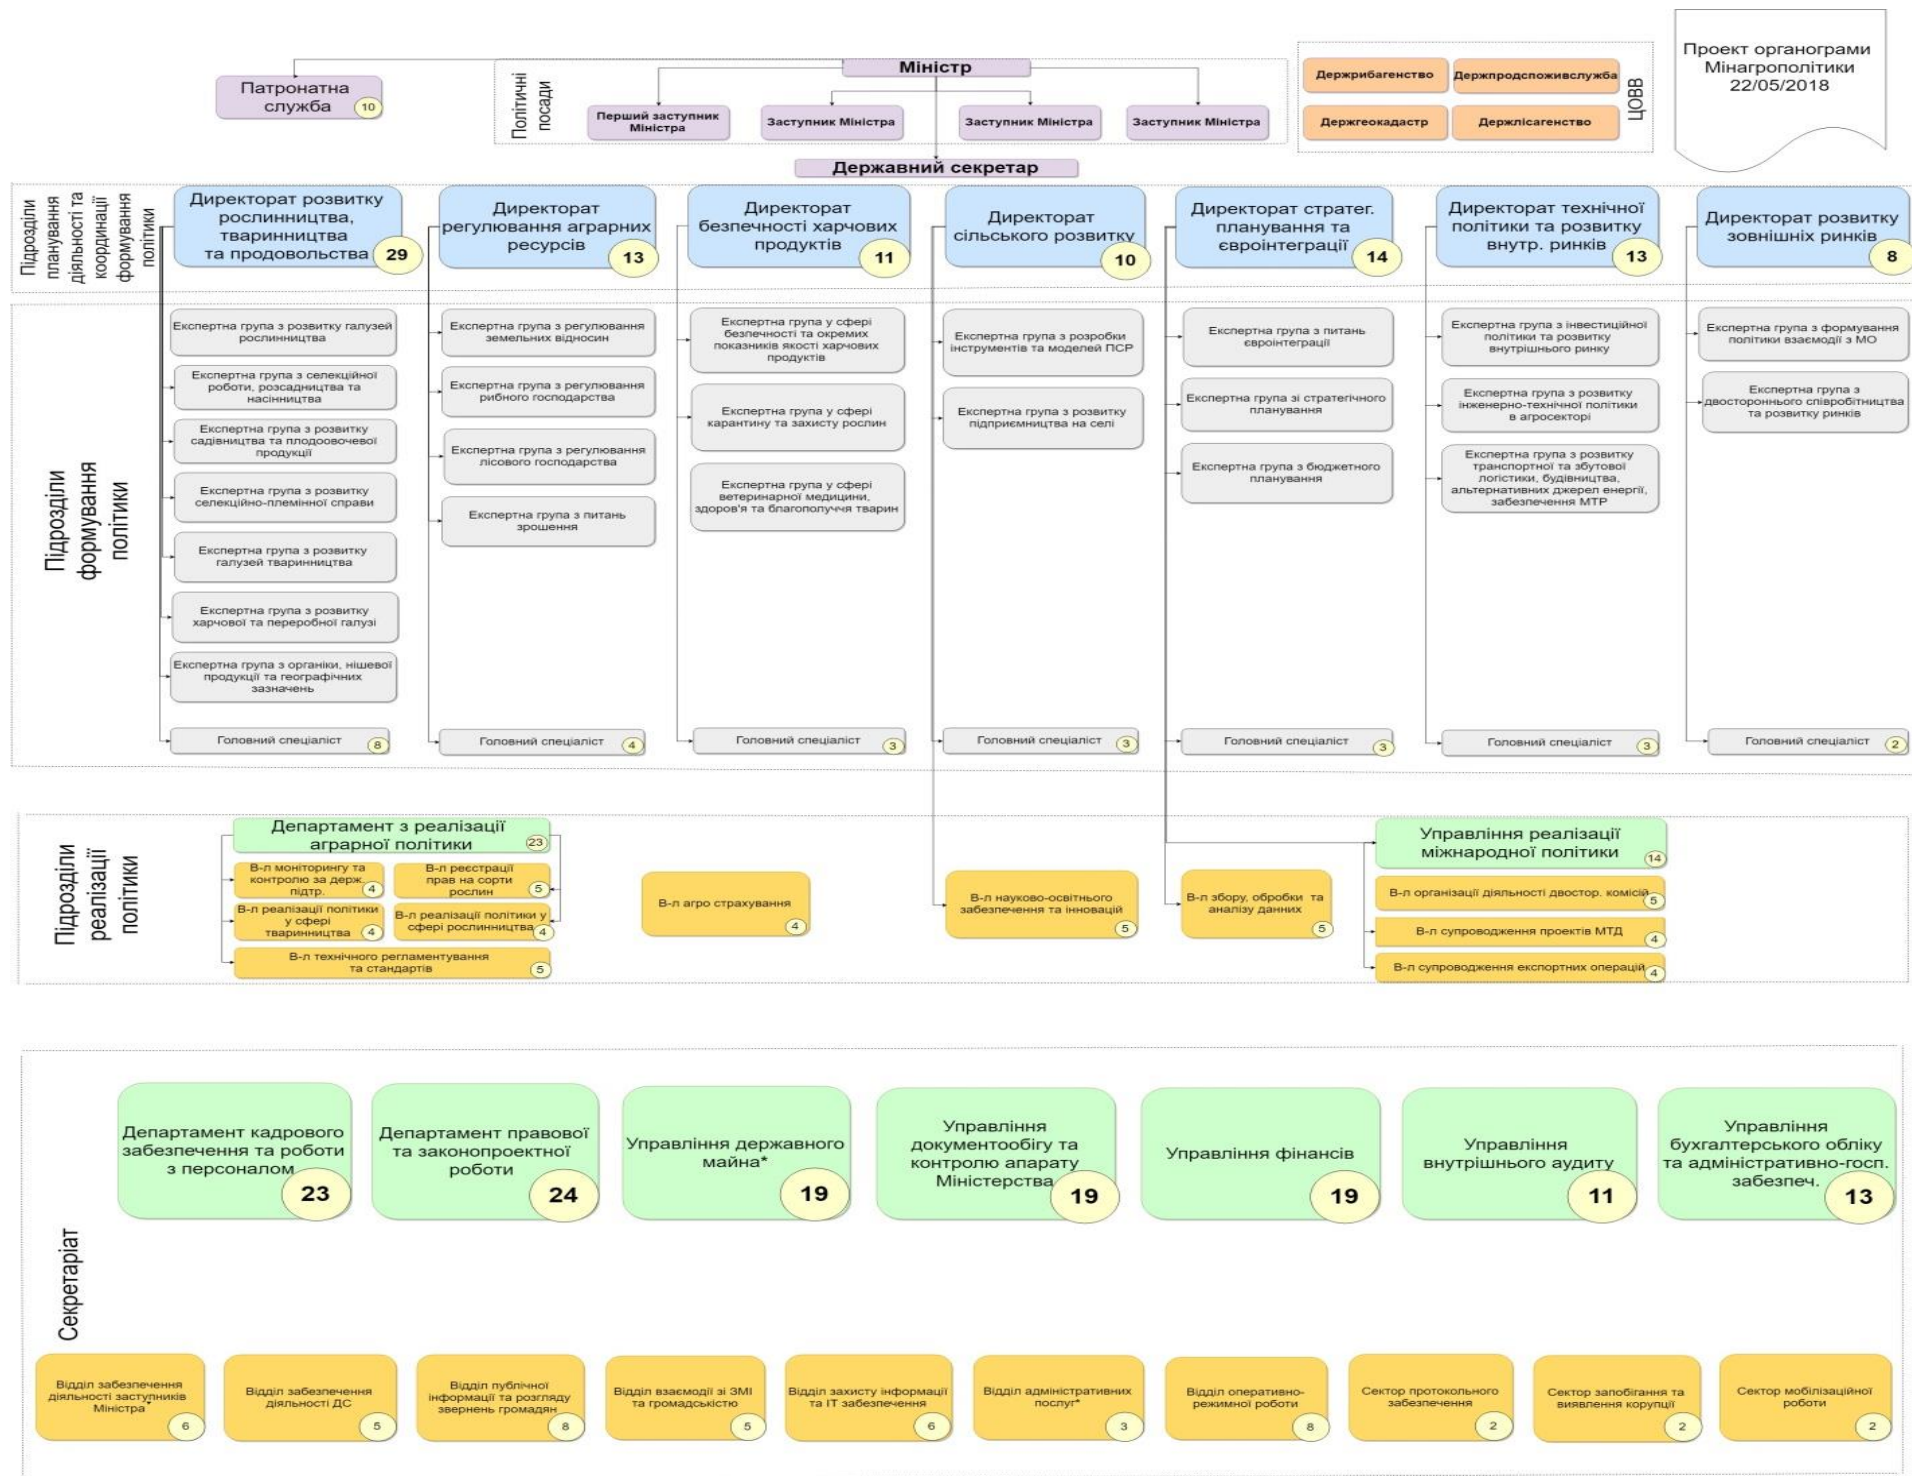 Проект органограми
Мінагрополітики
22/05/2018
Міністр
Патронатна
служба
10
Політичні
посади
Перший заступник
Міністра
Заступник Міністра
Заступник Міністра
Заступник Міністра
Держрибагенство
Держпродспоживслужба
Держгеокадастр
Держлісагенство
ЦОВВ
Державний секретар
Підрозділи
планування
діяльності та
координації
формування
політики
Директорат розвитку
рослинництва,
тваринництва
та продовольства
29
Директорат
регулювання аграрних
ресурсів
13
Директорат
безпечності харчових
продуктів
11
Директорат
сільського розвитку
10
Директорат стратег.
планування та
євроінтеграції
14
Директорат технічної
політики та розвитку
внутр. ринків
13
Директорат розвитку
зовнішніх ринків
8
Підрозділи
формування
політики
Експертна група з розвитку галузей
рослинництва
Експертна група з селекційної
роботи, розсадництва та
насінництва
Експертна група з розвитку
садівництва та плодоовочевої
продукції
Експертна група з розвитку
селекційно-племінної справи
Експертна група з розвитку
галузей тваринництва
Експертна група з розвитку
харчової та переробної галузі
Експертна група з органіки, нішевої
продукції та географічних
зазначень
Головний спеціаліст
8
Експертна група з регулювання
земельних відносин
Експертна група з регулювання
рибного господарства
Експертна група з регулювання
лісового господарства
Експертна група з питань
зрошення
Головний спеціаліст
4
Експертна група у сфері
безпечності та окремих
показників якості харчових
продуктів
Експертна група у сфері
карантину та захисту рослин
Експертна група у сфері
ветеринарної медицини,
здоров'я та благополуччя тварин
Головний спеціаліст
3
Експертна група з розробки
інструментів та моделей ПСР
Експертна група з розвитку
підприємництва на селі
Головний спеціаліст
3
Експертна група з питань
євроінтеграції
Експертна група зі стратегічного
планування
Експертна група з бюджетного
планування
Головний спеціаліст
3
Експертна група з інвестиційної
політики та розвитку
внутрішнього ринку
Експертна група з розвитку
інженерно-технічної політики
в агросекторі
Експертна група з розвитку
транспортної та збутової
логістики, будівництва,
альтернативних джерел енергії,
забезпечення МТР
Головний спеціаліст
3
Експертна група з формування
політики взаємодії з МО
Експертна група з
двостороннього співробітництва
та розвитку ринків
Головний спеціаліст
2
Підрозділи
реалізації
політики
Департамент з реалізації
аграрної політики
23
В-л моніторингу та
контролю за держ.
підтр.
4
В-л реєстрації
прав на сорти
рослин
5
В-л реалізації політики
у сфері
тваринництва
4
В-л реалізації політики у
сфері рослинництва
4
В-л технічного регламентування
та стандартів
5
В-л агро страхування
4
В-л науково-освітнього
забезпечення та інновацій
5
В-л збору, обробки та
аналізу данних
5
Управління реалізації
міжнародної політики
14
В-л організації діяльності двостор. комісій
5
В-л супроводження проектів МТД
4
В-л супроводження експортних операцій
4
Секретаріат
Департамент кадрового
забезпечення та роботи
з персоналом
23
Департамент правової
та законопроектної
роботи
24
Управління державного
майна*
19
Управління
документообігу та
контролю апарату
Міністерства
19
Управління фінансів
19
Управління
внутрішнього аудиту
11
Управління
бухгалтерського обліку
та адміністративно-госп.
забезпеч.
13
Відділ забезпечення
діяльності заступників
Міністра*
6
Відділ забезпечення
діяльності ДС
5
Відділ публічної
інформації та розгляду
звернень громадян
8
Відділ взаємодії зі ЗМІ
та громадськістю
5
Відділ захисту інформації
та ІТ забезпечення
6
Відділ адміністративних
послуг*
3
Відділ оперативно-
режимної роботи
8
Сектор протокольного
забезпечення
2
Сектор запобігання та
виявлення корупції
2
Сектор мобілізаційної
роботи
2